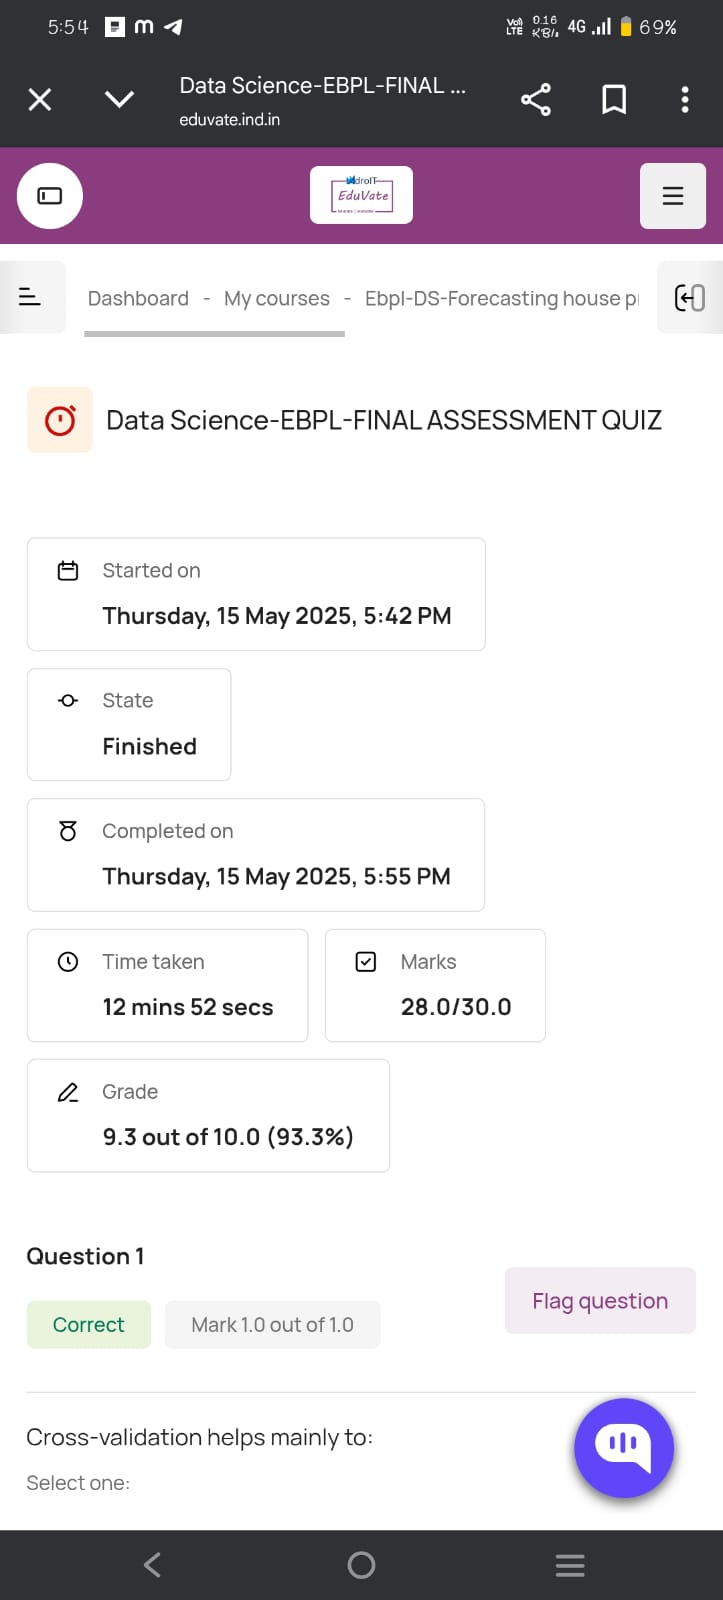 5:54 m VoD LTE 0.16 KB/s 4G 69%
Data Science-EBPL-FINAL ...
eduvate.ind.in
EduVate
Dashboard - My courses - Ebpl-DS-Forecasting house pr
Data Science-EBPL-FINAL ASSESSMENT QUIZ
Started on
Thursday, 15 May 2025, 5:42 PM
State
Finished
Completed on
Thursday, 15 May 2025, 5:55 PM
Time taken
12 mins 52 secs
Marks
28.0/30.0
Grade
9.3 out of 10.0 (93.3%)
Question 1
Correct
Mark 1.0 out of 1.0
Flag question
Cross-validation helps mainly to:
Select one: